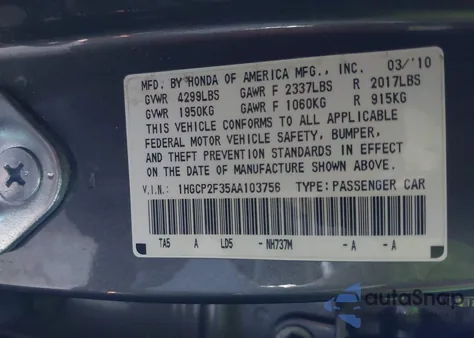 MFD. BY HONDA OF AMERICA MFG., INC. 03/'10
GVWR 4299LBS GAWR F 2337LBS R 2017LBS
GVWR 1950KG GAWR F 1060KG R 915KG
THIS VEHICLE CONFORMS TO ALL APPLICABLE
FEDERAL MOTOR VEHICLE SAFETY, BUMPER,
AND THEFT PREVENTION STANDARDS IN EFFECT
ON THE DATE OF MANUFACTURE SHOWN ABOVE.
V.I.N.: 1HGCP2F35AA103756 TYPE: PASSENGER CAR
TA5 A LD5 -NH737M -A -A
autoSnap